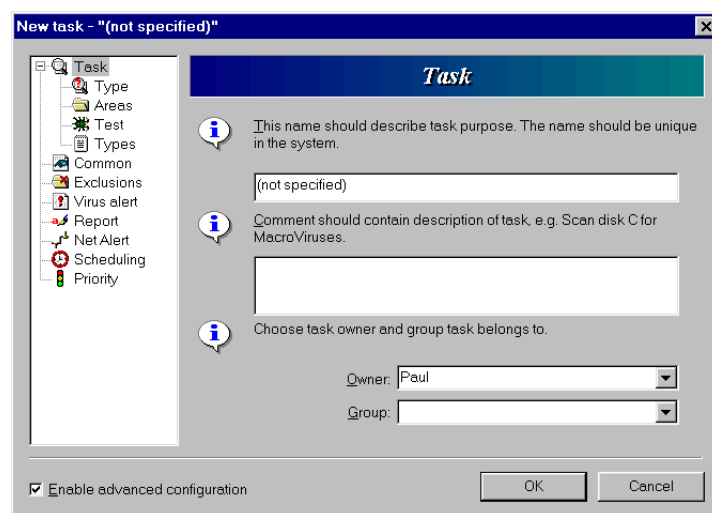 New task - "(not specified)"
Task
Type
Areas
Test
Types
Common
Exclusions
Virus alert
Report
Net Alert
Scheduling
Priority
Task
This name should describe task purpose. The name should be unique
in the system.
(not specified)
Comment should contain description of task, e.g. Scan disk C for
MacroViruses.
Choose task owner and group task belongs to.
Owner: Paul
Group:
Enable advanced configuration
OK Cancel